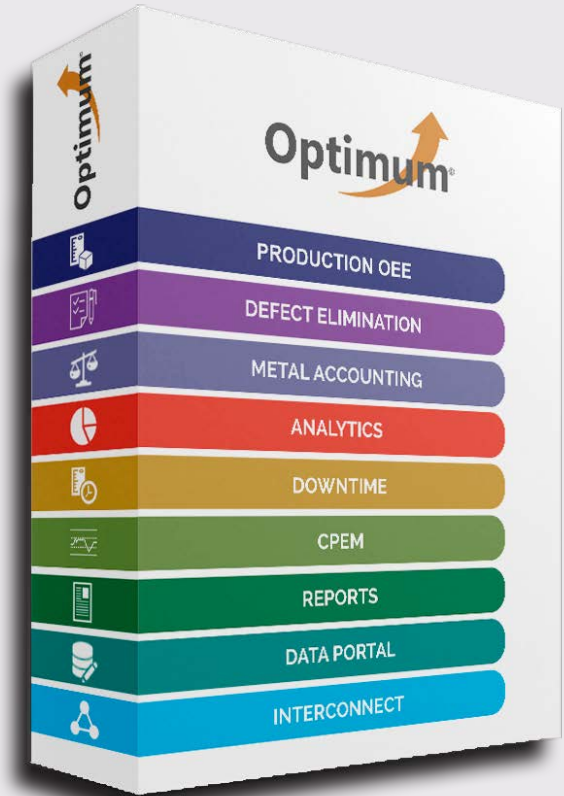 Optimum
Optimum®
PRODUCTION OEE
DEFECT ELIMINATION
METAL ACCOUNTING
ANALYTICS
DOWNTIME
CPEM
REPORTS
DATA PORTAL
INTERCONNECT